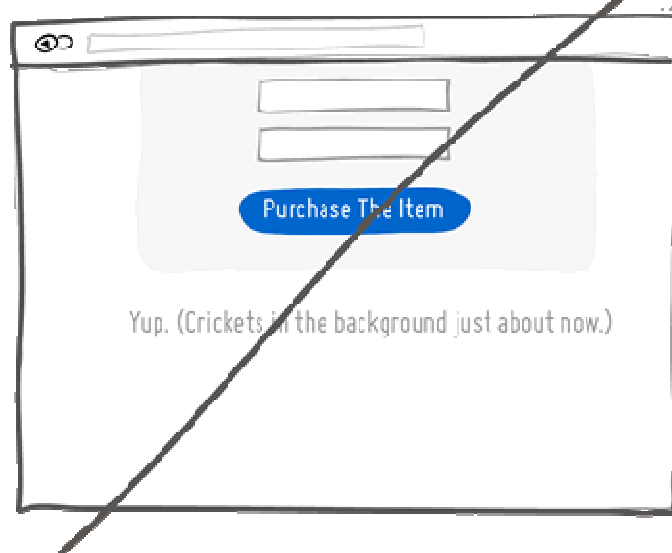 Purchase The Item
Yup. (Crickets in the background just about now.)